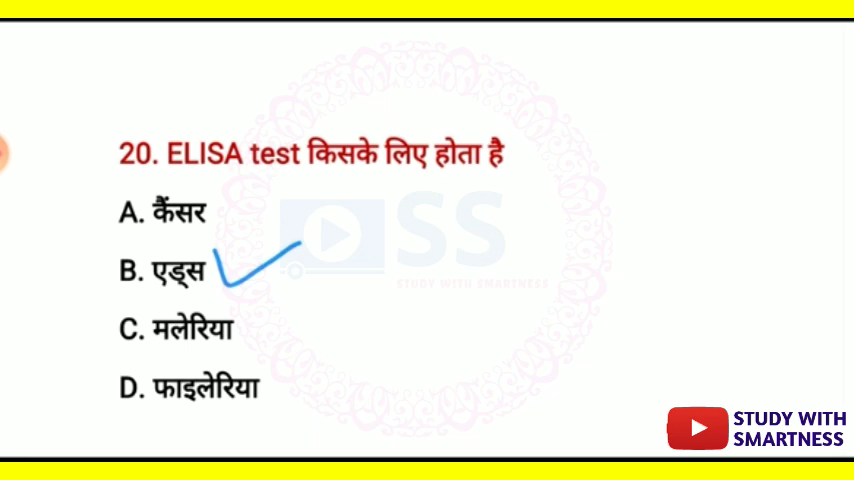 20. ELISA test किसके लिए होता है
A. कैंसर
B. एड्स
C. मलेरिया
D. फाइलेरिया
SS
STUDY WITH SMARTNESS
STUDY WITH
SMARTNESS